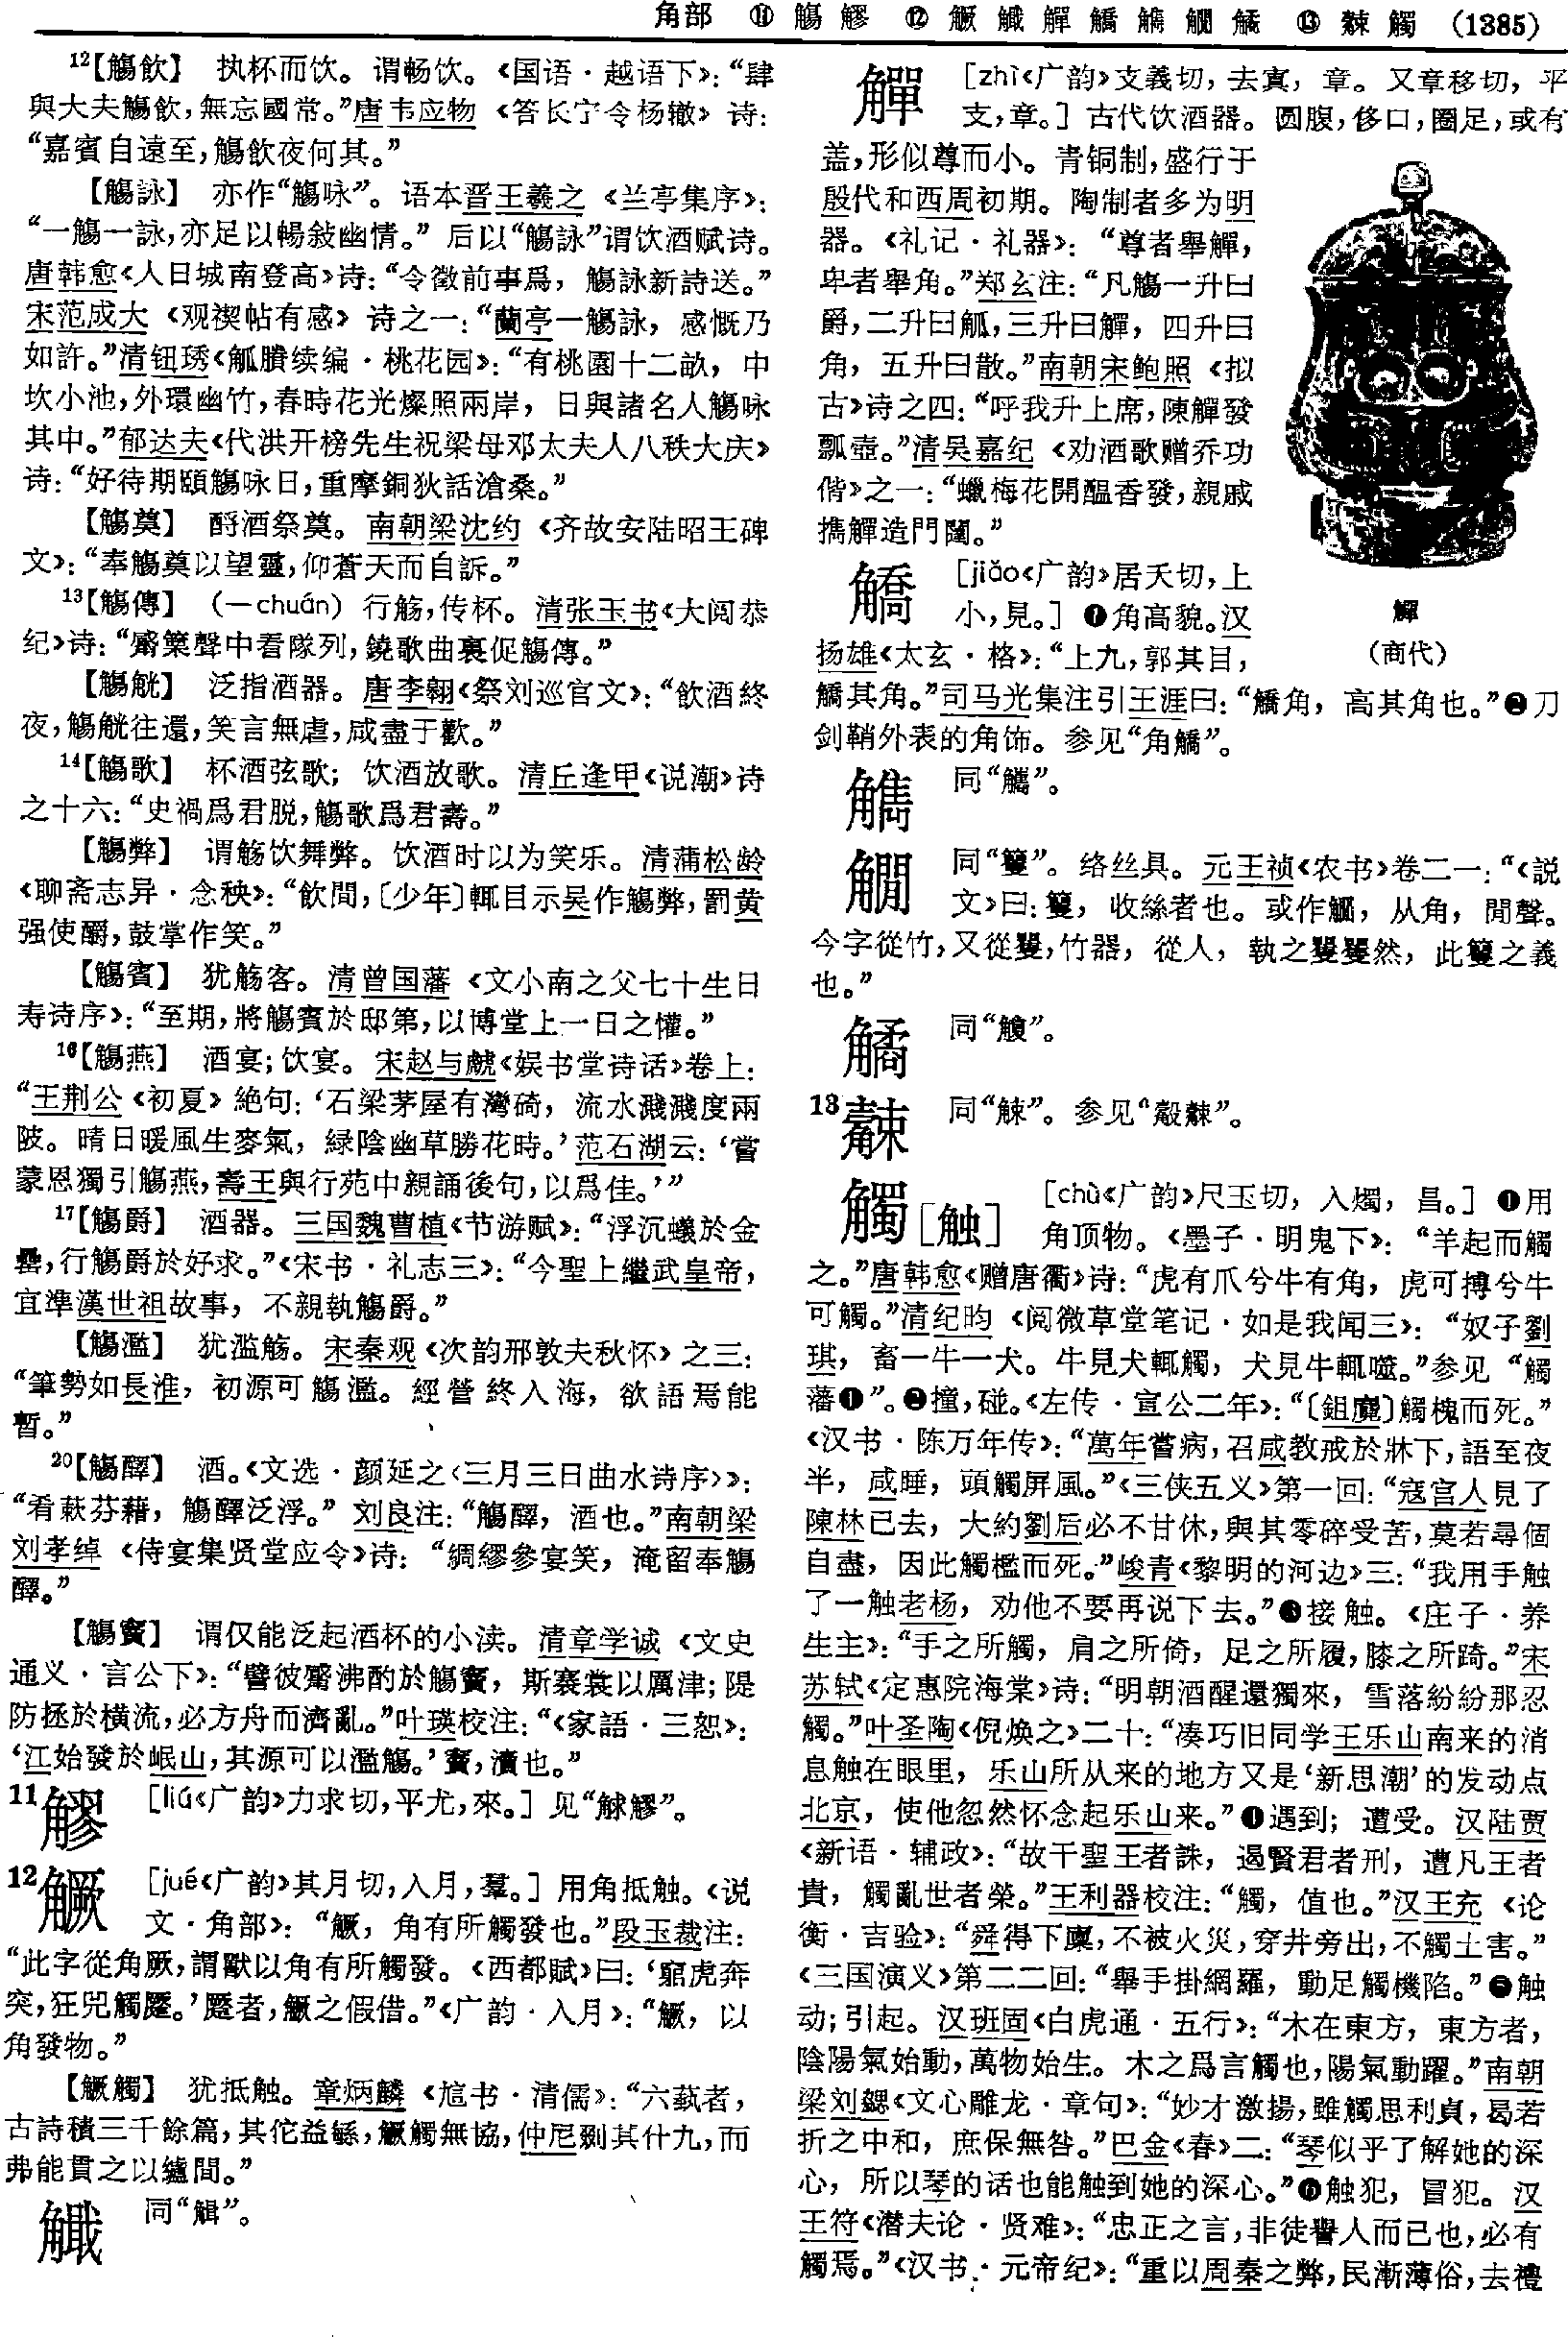 角部 ⑪ 觴 觵 ⑫ 觼 觶 鱎 ⑬ 觸 (1385)
12【觴飲】 执杯而饮。谓畅饮。《国语·越语下》：“肆
與大夫觴飲，無忘國常。”唐韦应物《答长宁令杨辙》诗：
“嘉賓自遠至，觴飲夜何其。”
【觴詠】 亦作“觴咏”。语本晋王羲之《兰亭集序》：
“一觴一詠，亦足以暢敍幽情。”后以“觴詠”谓饮酒赋诗。
唐韩愈《人日城南登高》诗：“令徵前事爲，觴詠新詩送。”
宋范成大《观禊帖有感》诗之一：“蘭亭一觴詠，感慨乃
如許。”清钮琇《觚賸续编·桃花园》：“有桃園十二畝，中
坎小池，外環幽竹，春時花光燦照兩岸，日與諸名人觴咏
其中。”郁达夫《代洪开榜先生祝梁母邓太夫人八秩大庆》
诗：“好待期頤觴咏日，重摩銅狄話滄桑。”
【觴奠】 酹酒祭奠。南朝梁沈约《齐故安陆昭王碑
文》：“奉觴奠以望靈，仰蒼天而自訴。”
13【觴傳】 （—chuán）行觞，传杯。清张玉书《大阅恭
纪》诗：“觱篥聲中看隊列，鐃歌曲裏促觴傳。”
【觴觥】 泛指酒器。唐李翱《祭刘巡官文》：“飲酒終
夜，觴觥往還，笑言無虐，咸盡于歡。”
14【觴歌】 杯酒弦歌；饮酒放歌。清丘逢甲《说潮》诗
之十六：“史禍爲君脱，觴歌爲君壽。”
【觴弊】 谓觞饮舞弊。饮酒时以为笑乐。清蒲松龄
《聊斋志异·念秧》：“飲間，〔少年〕輒目示吴作觴弊，罰黄
强使釂，鼓掌作笑。”
【觴賓】 犹觞客。清曾国藩《文小南之父七十生日
寿诗序》：“至期，將觴賓於邸第，以博堂上一日之懽。”
16【觴燕】 酒宴；饮宴。宋赵与虤《娱书堂诗话》卷上：
“王荆公《初夏》絶句：‘石梁茅屋有灣碕，流水濺濺度兩
陂。晴日暖風生麥氣，緑陰幽草勝花時。’范石湖云：‘嘗
蒙恩獨引觴燕，壽王與行苑中親誦後句，以爲佳。’”
17【觴爵】 酒器。三国魏曹植《节游赋》：“浮沉蟻於金
罍，行觴爵於好求。”《宋书·礼志三》：“今聖上繼武皇帝，
宜準漢世祖故事，不親執觴爵。”
【觴濫】 犹滥觞。宋秦观《次韵邢敦夫秋怀》之三：
“筆勢如長淮，初源可觴濫。經營終入海，欲語焉能
暫。”
20【觴醳】 酒。《文选·颜延之〈三月三日曲水诗序〉》：
“肴蔌芬藉，觴醳泛浮。”刘良注：“觴醳，酒也。”南朝梁
刘孝绰《侍宴集贤堂应令》诗：“綢繆參宴笑，淹留奉觴
醳。”
【觴竇】 谓仅能泛起酒杯的小渎。清章学诚《文史
通义·言公下》：“譬彼觱沸酌於觴竇，斯褰裳以厲津；隄
防拯於横流，必方舟而濟亂。”叶瑛校注：“《家語·三恕》：
‘江始發於岷山，其源可以濫觴。’竇，瀆也。”
11 [liú《广韵》力求切，平尤，來。] 见“觩”。
12 [jué《广韵》其月切，入月，羣。] 用角抵触。《说
文·角部》：“，角有所觸發也。”段玉裁注：
“此字從角厥，謂獸以角有所觸發。《西都賦》曰：‘窮虎奔
突，狂兕觸蹷。’蹷者，之假借。”《广韵·入月》：“，以
角發物。”
【觸】 犹抵触。章炳麟《訄书·清儒》：“六蓺者，
古詩積三千餘篇，其佗益緐，觸無協，仲尼剟其什九，而
弗能貫之以纑間。”
同“”。
觶 [zhì《广韵》支義切，去寘，章。又章移切，平
支，章。] 古代饮酒器。圆腹，侈口，圈足，或有
盖，形似尊而小。青铜制，盛行于
殷代和西周初期。陶制者多为明
器。《礼记·礼器》：“尊者舉觶，
卑者舉角。”郑玄注：“凡觴一升曰
爵，二升曰觚，三升曰觶，四升曰
角，五升曰散。”南朝宋鲍照《拟
古》诗之四：“呼我升上席，陳觶發
瓢壺。”清吴嘉纪《劝酒歌赠乔功
偕》之一：“蠟梅花開醖香發，親戚
擕觶造門闥。”
觶
（商代）
[jiǎo《广韵》居夭切，上
小，見。] ❶角高貌。汉
扬雄《太玄·格》：“上九，郭其目，
其角。”司马光集注引王涯曰：“角，高其角也。”❷刀
剑鞘外表的角饰。参见“角”。
同“觿”。
同“籰”。络丝具。元王祯《农书》卷二一：“《説
文》曰：籰，收絲者也。或作，从角，閒聲。
今字從竹，又從矍，竹器，從人，執之矍矍然，此籰之義
也。”
同“觼”。
13 同“觫”。参见“”。
觸［触］ [chù《广韵》尺玉切，入燭，昌。] ❶用
角顶物。《墨子·明鬼下》：“羊起而觸
之。”唐韩愈《赠唐衢》诗：“虎有爪兮牛有角，虎可搏兮牛
可觸。”清纪昀《阅微草堂笔记·如是我闻三》：“奴子劉
琪，畜一牛一犬。牛見犬輒觸，犬見牛輒噬。”参见“觸
藩❶”。❷撞，碰。《左传·宣公二年》：“〔鉏麑〕觸槐而死。”
《汉书·陈万年传》：“萬年嘗病，召咸教戒於牀下，語至夜
半，咸睡，頭觸屏風。”《三侠五义》第一回：“寇宫人見了
陳林已去，大約劉后必不甘休，與其零碎受苦，莫若尋個
自盡，因此觸檻而死。”峻青《黎明的河边》三：“我用手触
了一触老杨，劝他不要再说下去。”❸接触。《庄子·养
生主》：“手之所觸，肩之所倚，足之所履，膝之所踦。”宋
苏轼《定惠院海棠》诗：“明朝酒醒還獨來，雪落紛紛那忍
觸。”叶圣陶《倪焕之》二十：“凑巧旧同学王乐山南来的消
息触在眼里，乐山所从来的地方又是‘新思潮’的发动点
北京，使他忽然怀念起乐山来。”❹遇到；遭受。汉陆贾
《新语·辅政》：“故干聖王者誅，遏賢君者刑，遭凡王者
貴，觸亂世者榮。”王利器校注：“觸，值也。”汉王充《论
衡·吉验》：“舜得下廪，不被火災，穿井旁出，不觸土害。”
《三国演义》第二二回：“舉手掛網羅，動足觸機陷。”❺触
动；引起。汉班固《白虎通·五行》：“木在東方，東方者，
陰陽氣始動，萬物始生。木之爲言觸也，陽氣動躍。”南朝
梁刘勰《文心雕龙·章句》：“妙才激揚，雖觸思利貞，曷若
折之中和，庶保無咎。”巴金《春》二：“琴似乎了解她的深
心，所以琴的话也能触到她的深心。”❻触犯，冒犯。汉
王符《潜夫论·贤难》：“忠正之言，非徒譽人而已也，必有
觸焉。”《汉书·元帝纪》：“重以周秦之弊，民漸薄俗，去禮